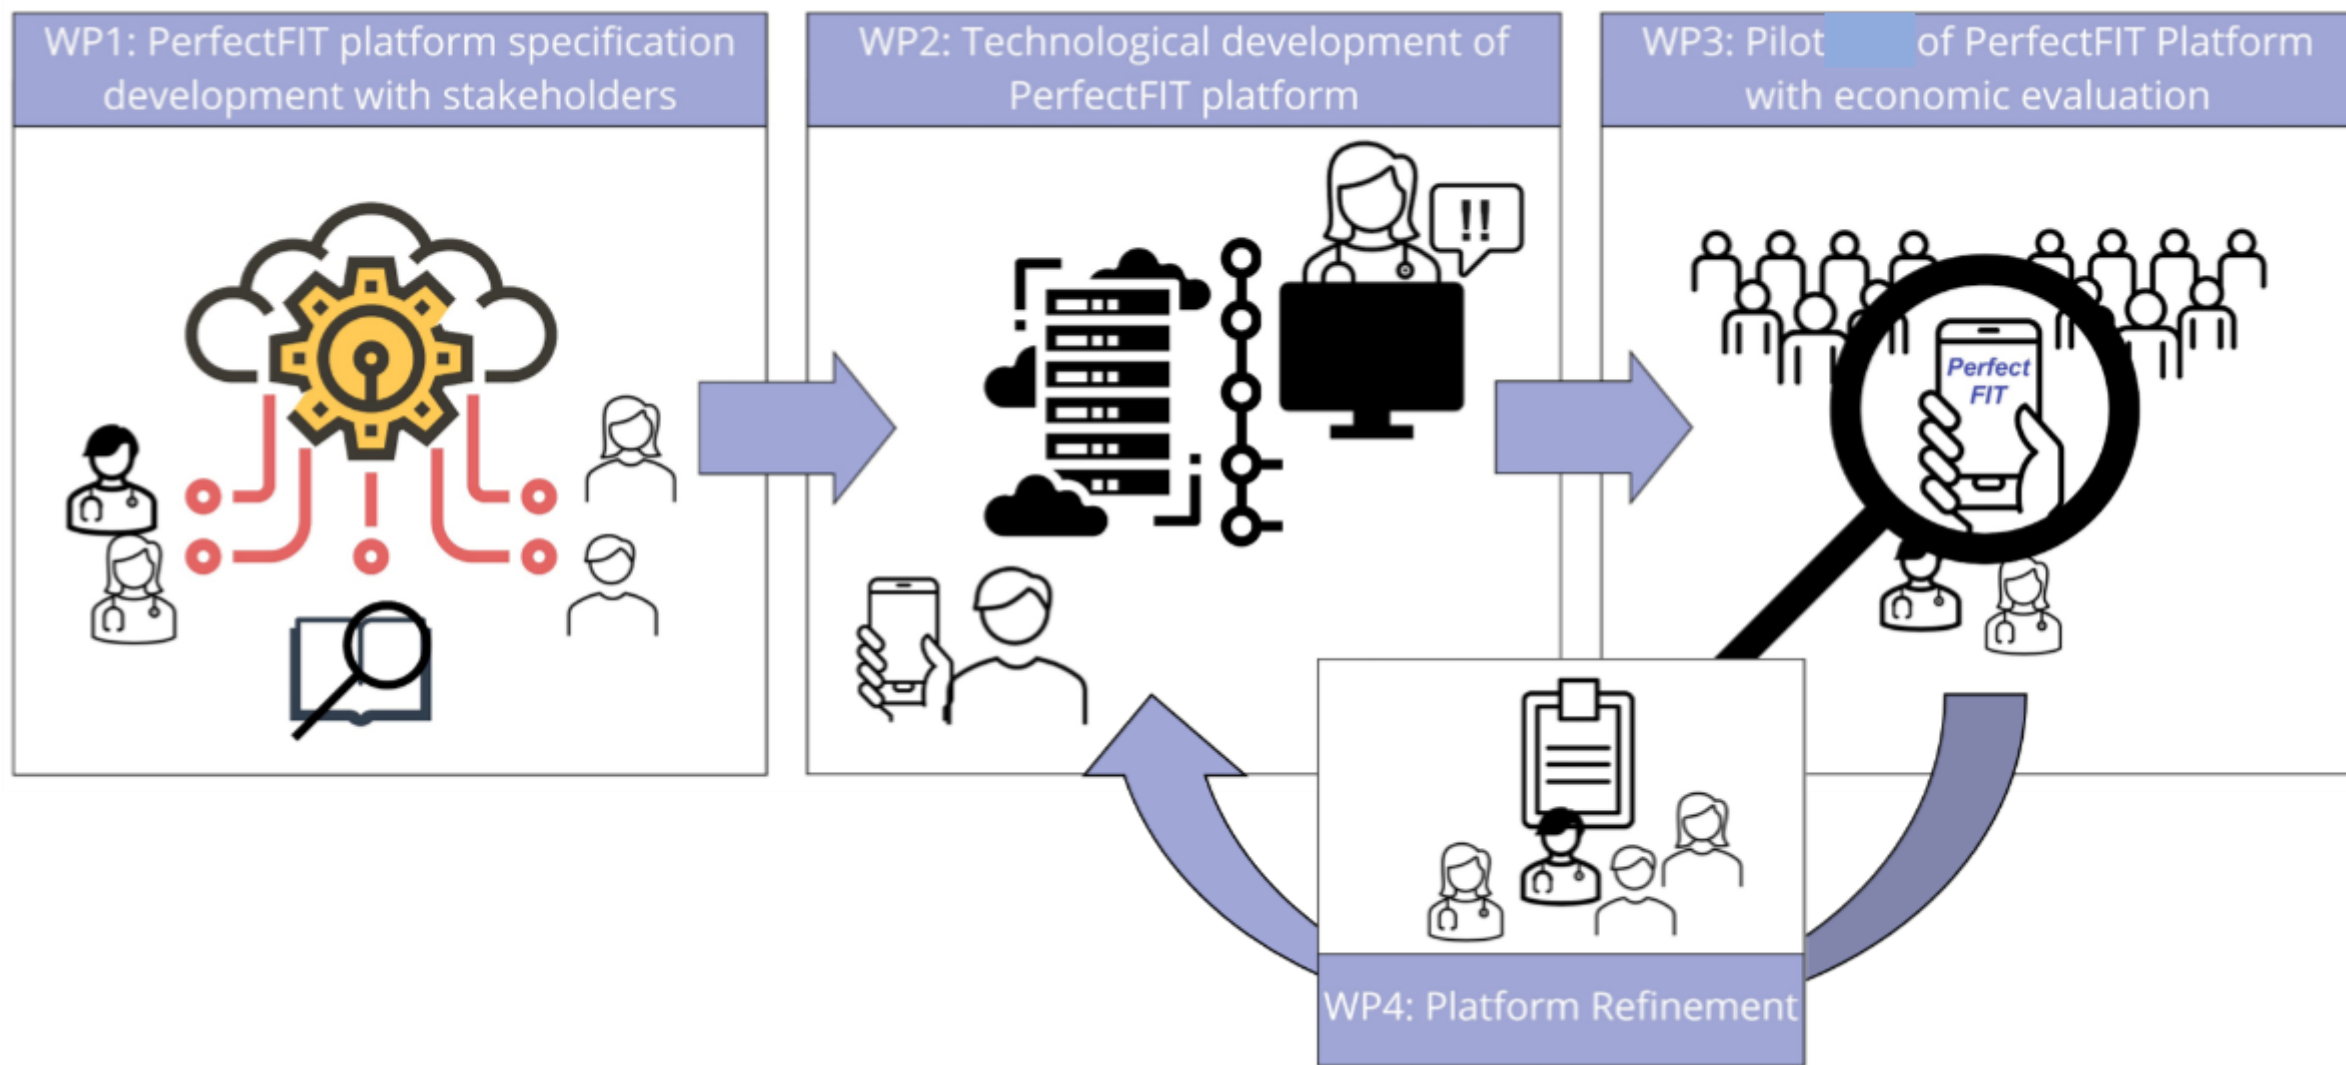 WP1: PerfectFIT platform specification
development with stakeholders
WP2: Technological development of
PerfectFIT platform
WP3: Pilot of PerfectFIT Platform
with economic evaluation
!!
Perfect
FIT
WP4: Platform Refinement